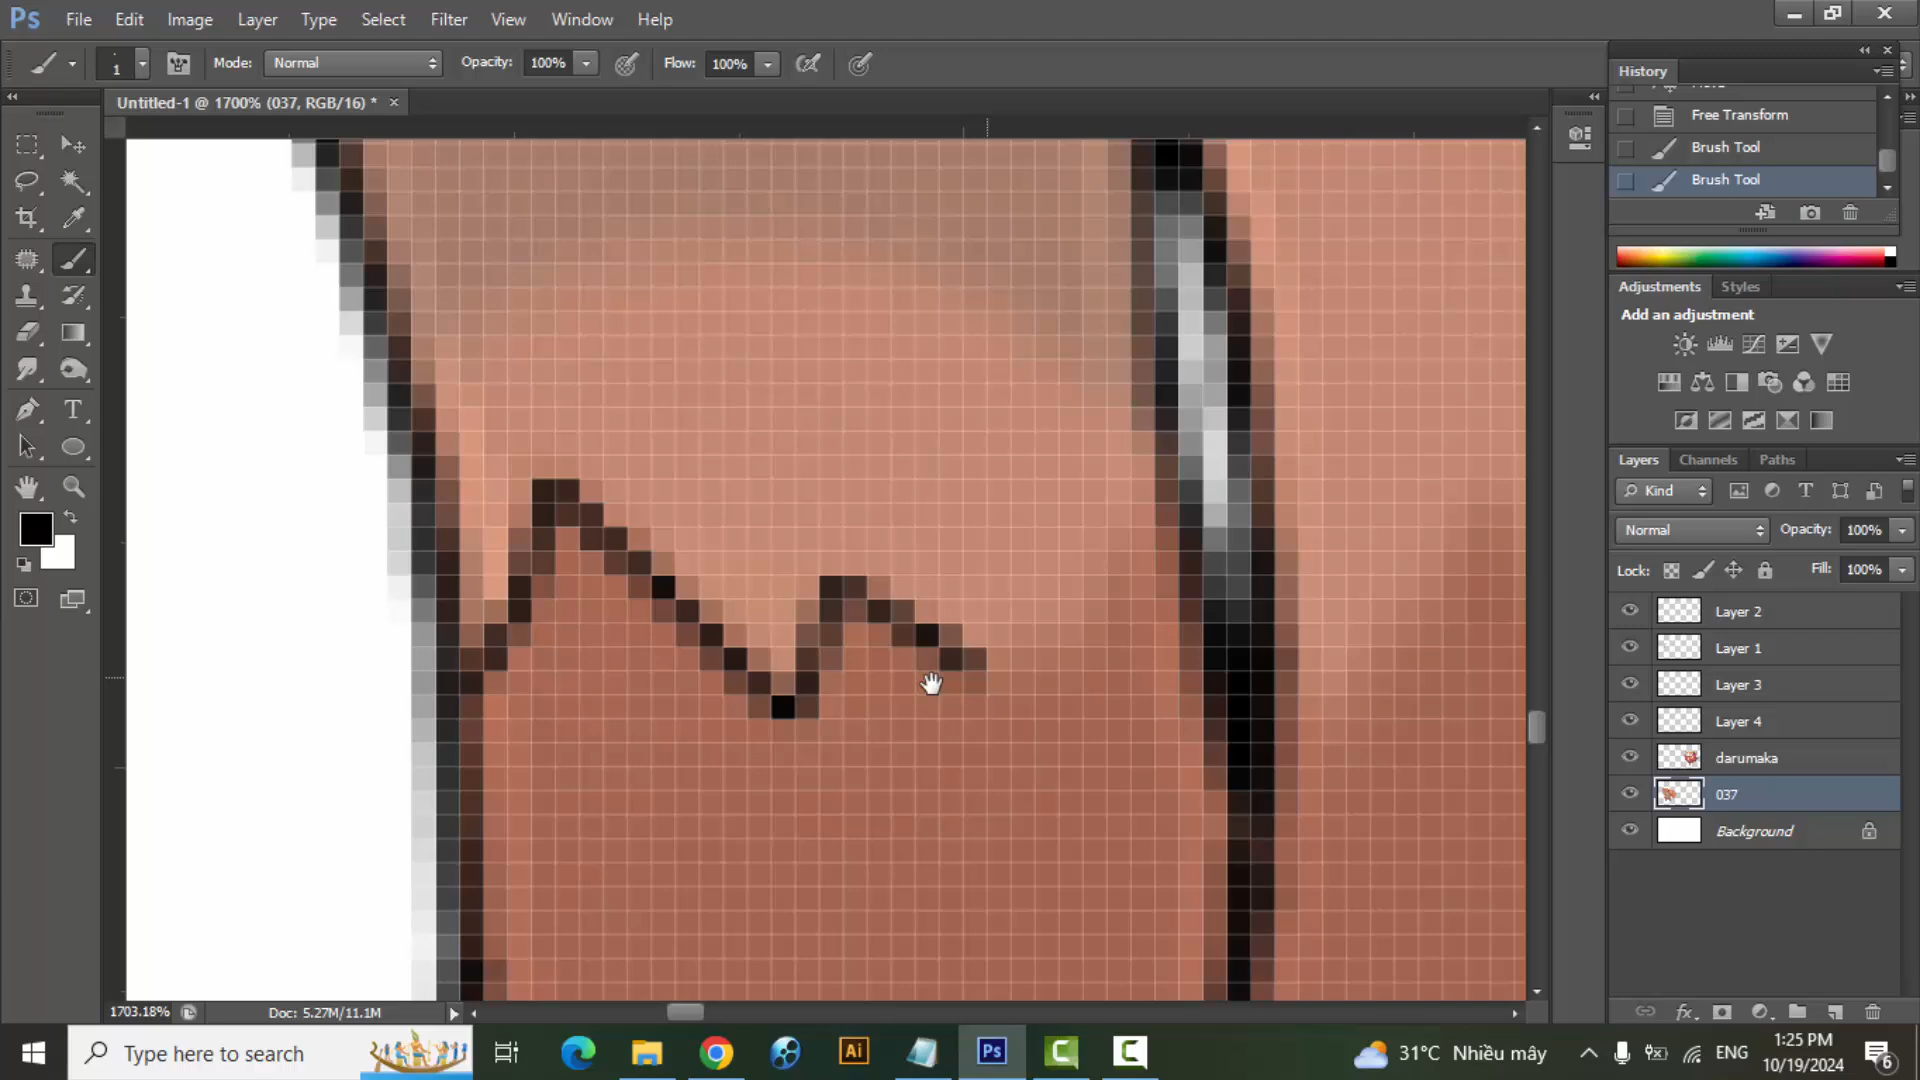 Ps File Edit Image Layer Type Select Filter View Window Help
1 Mode: Normal Opacity: 100% Flow: 100%
Untitled-1 @ 1700% (037, RGB/16) * ×
History
Free Transform
Brush Tool
Brush Tool
Adjustments Styles
Add an adjustment
Layers Channels Paths
Kind
Normal Opacity: 100%
Lock: Fill: 100%
Layer 2
Layer 1
Layer 3
Layer 4
darumaka
037
Background
fx
1703.18% Doc: 5.27M/11.1M
Type here to search Ai Ps 31°C Nhiều mây ENG
1:25 PM
10/19/2024
6